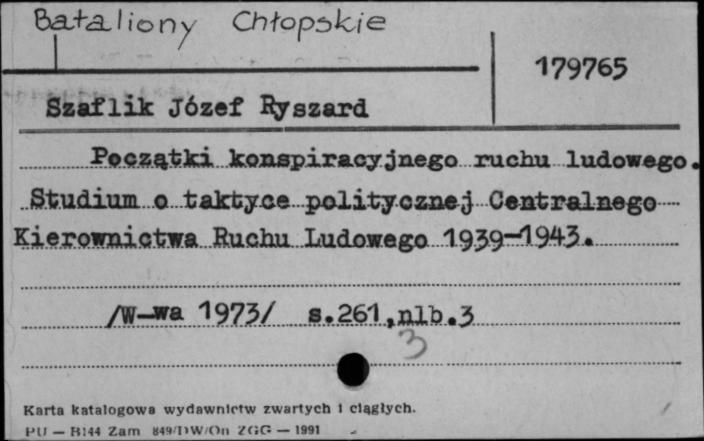 Bataliony Chłopskie
179765
Szaflik Józef Ryszard
Początki konspiracyjnego ruchu ludowego.
Studium o taktyce politycznej Centralnego
Kierownictwa Ruchu Ludowego 1939-1943.
/W-wa 1973/ s.261,nlb.3
3
Karta katalogowa wydawnictw zwartych i ciągłych.
PU — B144 Zam 849/DW/On ZGG — 1991